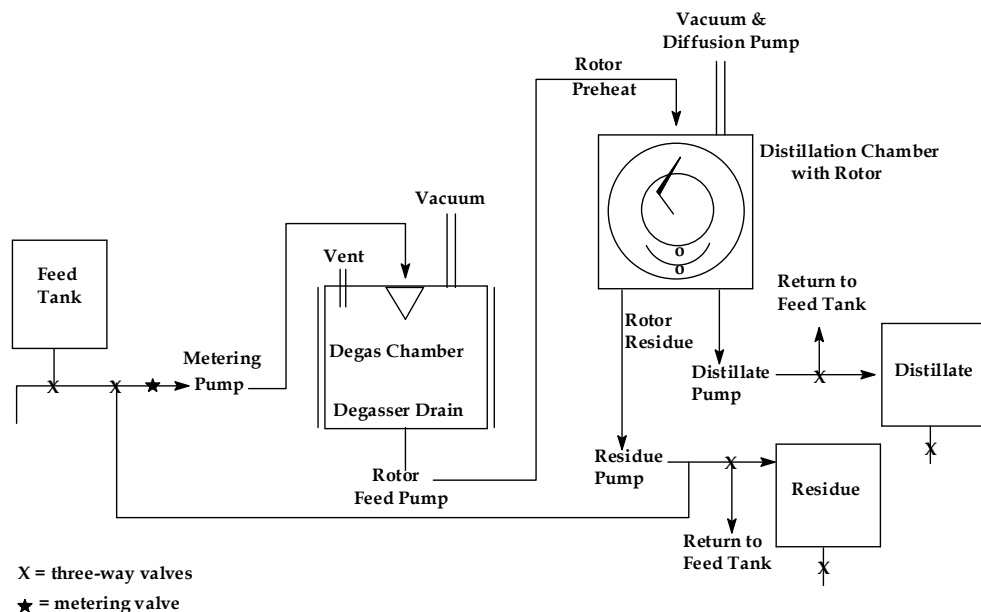 Vacuum &
Diffusion Pump
Rotor
Preheat
Distillation Chamber
with Rotor
Vacuum
Vent
Feed
Tank
Return to
Feed Tank
Rotor
Residue
Degas Chamber
Metering
Pump
Distillate
Distillate Pump
Degasser Drain
X
X
X
Rotor
Feed Pump
X
Residue
Pump
X
Residue
Return to
Feed Tank
X
X = three-way valves
★ = metering valve
o
o